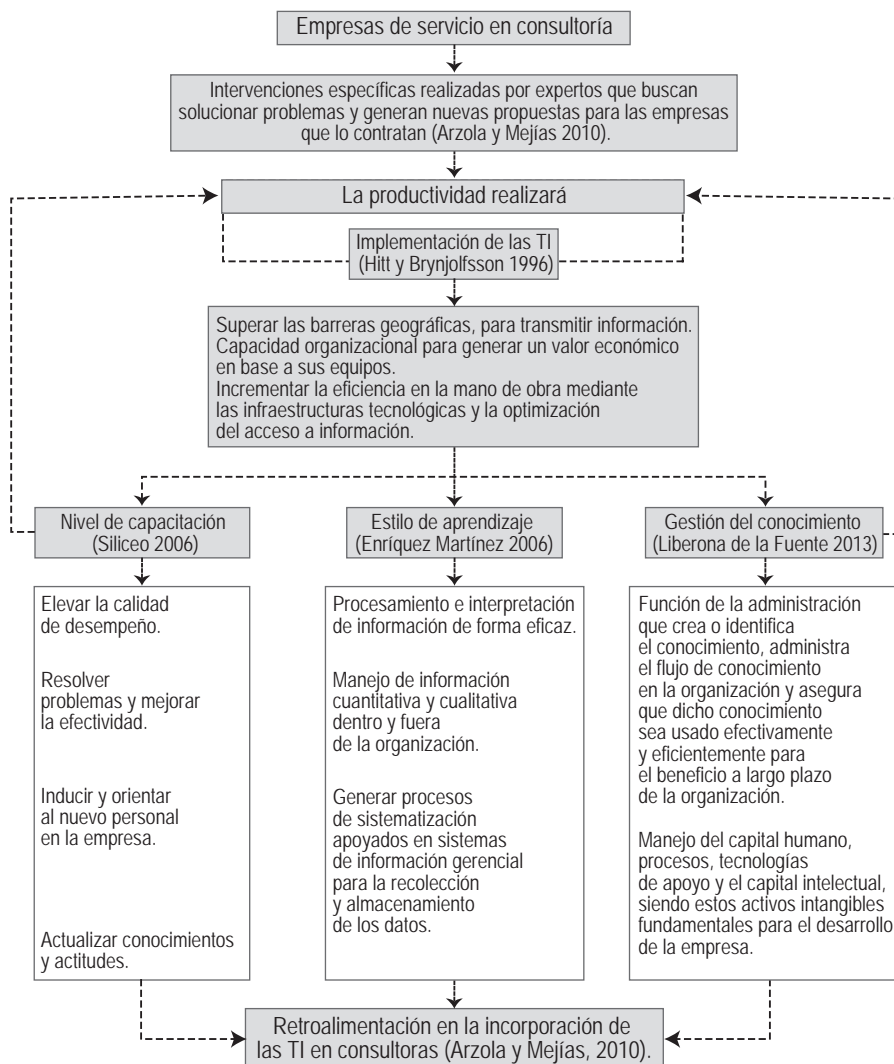 Empresas de servicio en consultoría
Intervenciones específicas realizadas por expertos que buscan
solucionar problemas y generan nuevas propuestas para las empresas
que lo contratan (Arzola y Mejías 2010).
La productividad realizará
Implementación de las TI
(Hitt y Brynjolfsson 1996)
Superar las barreras geográficas, para transmitir información.
Capacidad organizacional para generar un valor económico
en base a sus equipos.
Incrementar la eficiencia en la mano de obra mediante
las infraestructuras tecnológicas y la optimización
del acceso a información.
Nivel de capacitación
(Siliceo 2006)
Elevar la calidad
de desempeño.
Resolver
problemas y mejorar
la efectividad.
Inducir y orientar
al nuevo personal
en la empresa.
Actualizar conocimientos
y actitudes.
Estilo de aprendizaje
(Enríquez Martínez 2006)
Procesamiento e interpretación
de información de forma eficaz.
Manejo de información
cuantitativa y cualitativa
dentro y fuera
de la organización.
Generar procesos
de sistematización
apoyados en sistemas
de información gerencial
para la recolección
y almacenamiento
de los datos.
Gestión del conocimiento
(Liberona de la Fuente 2013)
Función de la administración
que crea o identifica
el conocimiento, administra
el flujo de conocimiento
en la organización y asegura
que dicho conocimiento
sea usado efectivamente
y eficientemente para
el beneficio a largo plazo
de la organización.
Manejo del capital humano,
procesos, tecnologías
de apoyo y el capital intelectual,
siendo estos activos intangibles
fundamentales para el desarrollo
de la empresa.
Retroalimentación en la incorporación de
las TI en consultoras (Arzola y Mejías, 2010).